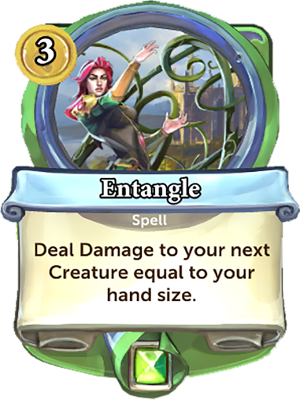 3
Entangle
Spell
Deal Damage to your next
Creature equal to your
hand size.